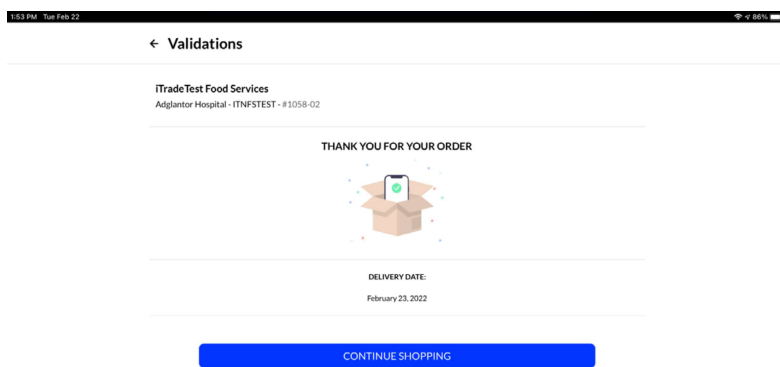 1:53 PM Tue Feb 22 86%
← Validations
iTradeTest Food Services
Adglantor Hospital - ITNFSTEST - #1058-02
THANK YOU FOR YOUR ORDER
DELIVERY DATE:
February 23, 2022
CONTINUE SHOPPING